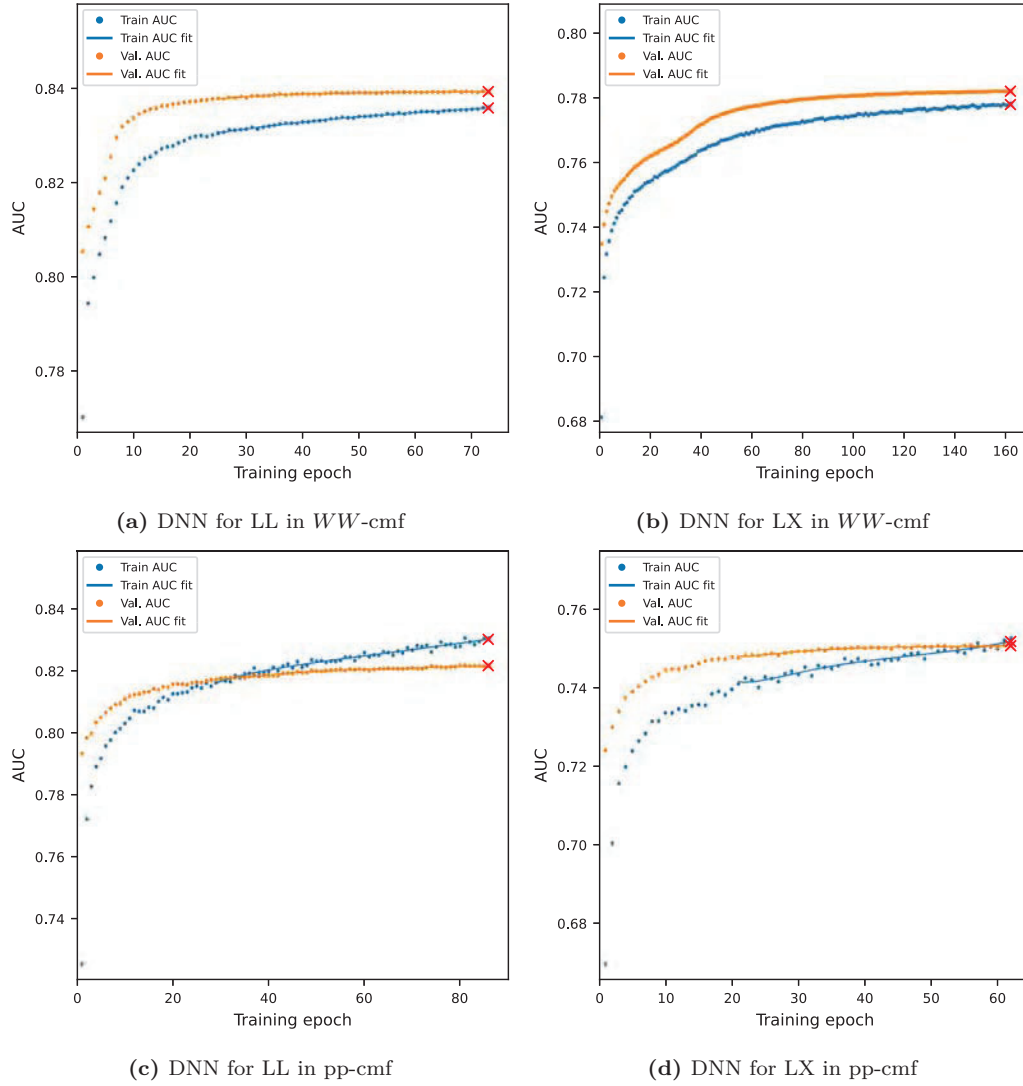 Train AUC
Train AUC fit
Val. AUC
Val. AUC fit
0.84
0.82
0.80
0.78
AUC
0 10 20 30 40 50 60 70
Training epoch
(a) DNN for LL in WW-cmf
Train AUC
Train AUC fit
Val. AUC
Val. AUC fit
0.80
0.78
0.76
0.74
0.72
0.70
0.68
AUC
0 20 40 60 80 100 120 140 160
Training epoch
(b) DNN for LX in WW-cmf
Train AUC
Train AUC fit
Val. AUC
Val. AUC fit
0.84
0.82
0.80
0.78
0.76
0.74
AUC
0 20 40 60 80
Training epoch
(c) DNN for LL in pp-cmf
Train AUC
Train AUC fit
Val. AUC
Val. AUC fit
0.76
0.74
0.72
0.70
0.68
AUC
0 10 20 30 40 50 60
Training epoch
(d) DNN for LX in pp-cmf